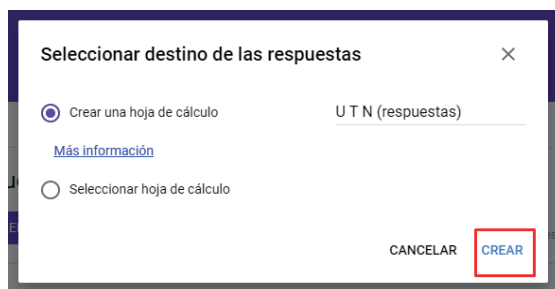 Seleccionar destino de las respuestas
Crear una hoja de cálculo
U T N (respuestas)
Más información
Seleccionar hoja de cálculo
CANCELAR
CREAR